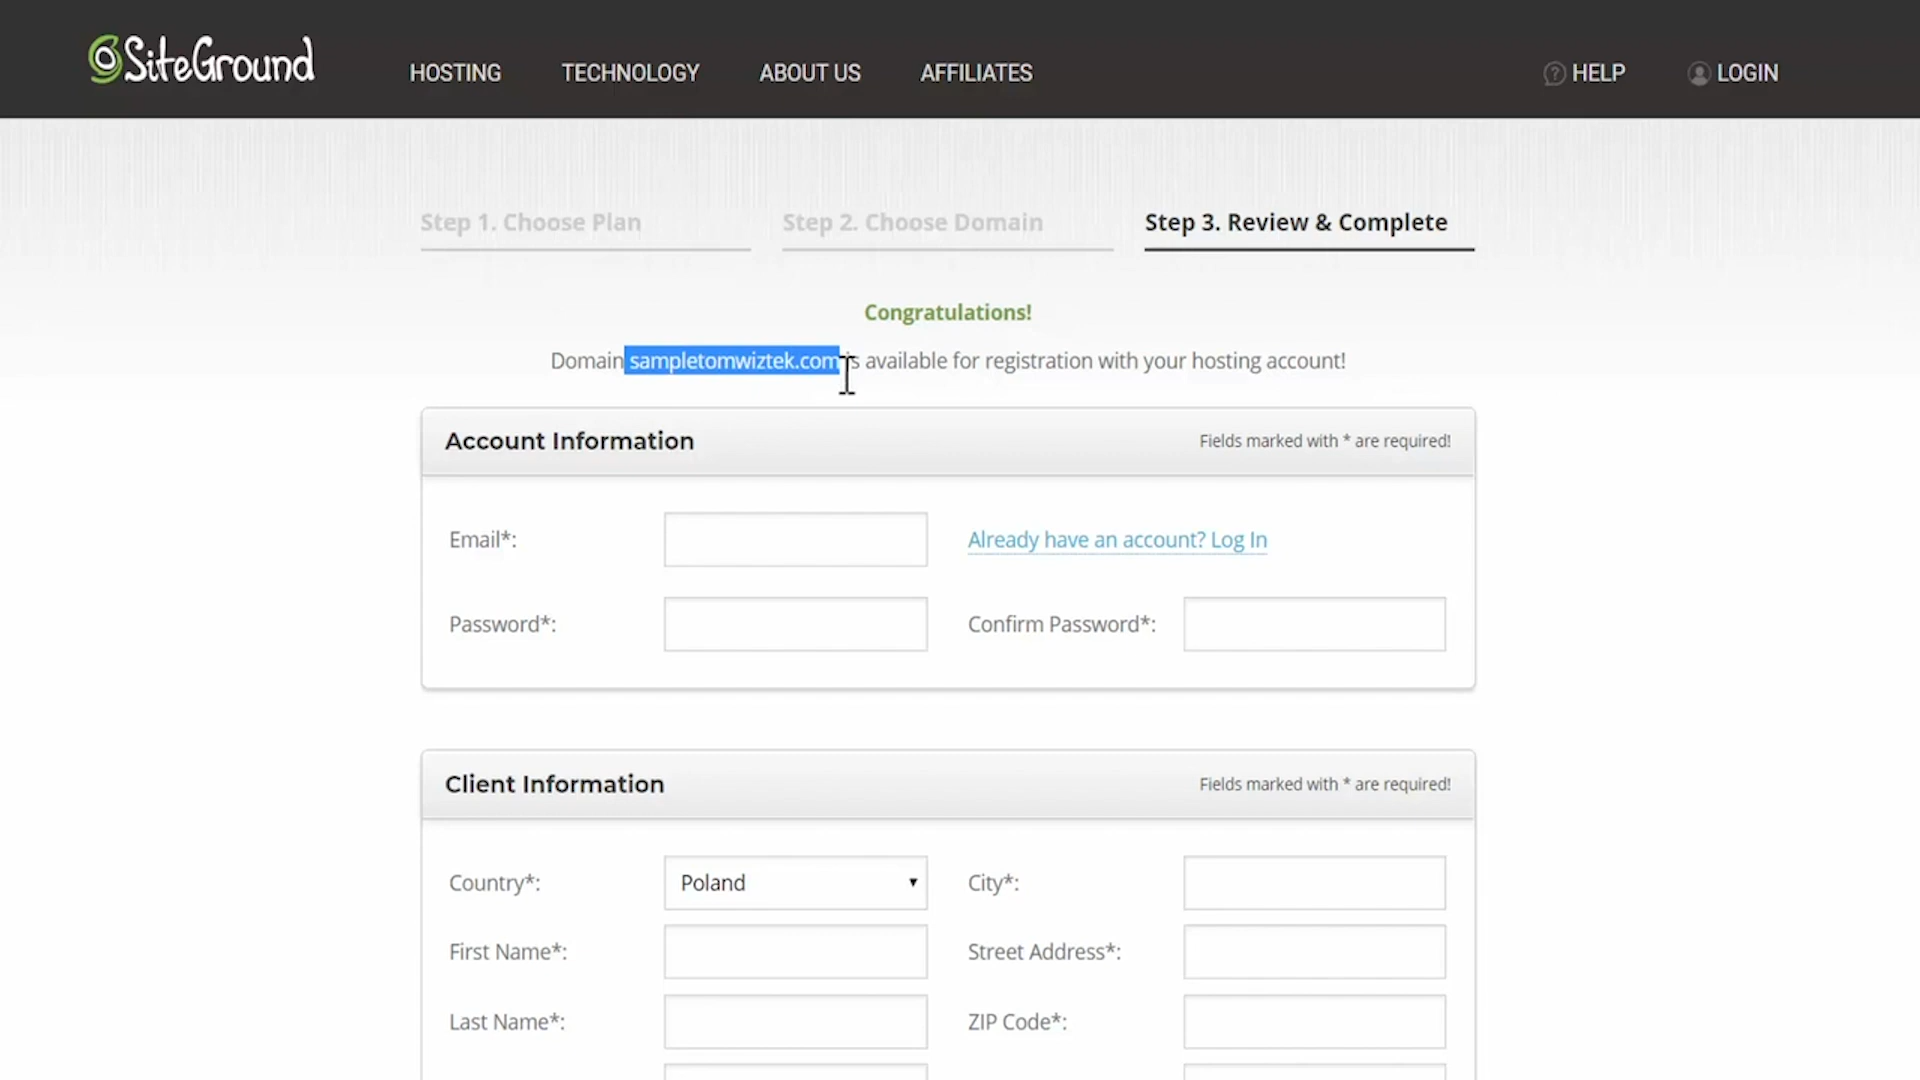 SiteGround
HOSTING TECHNOLOGY ABOUT US AFFILIATES HELP LOGIN
Step 1. Choose Plan Step 2. Choose Domain Step 3. Review & Complete
Congratulations!
Domain sampletomwiztek.com is available for registration with your hosting account!
Account Information Fields marked with * are required!
Email*: Already have an account? Log In
Password*: Confirm Password*:
Client Information Fields marked with * are required!
Country*: Poland City*:
First Name*: Street Address*:
Last Name*: ZIP Code*: